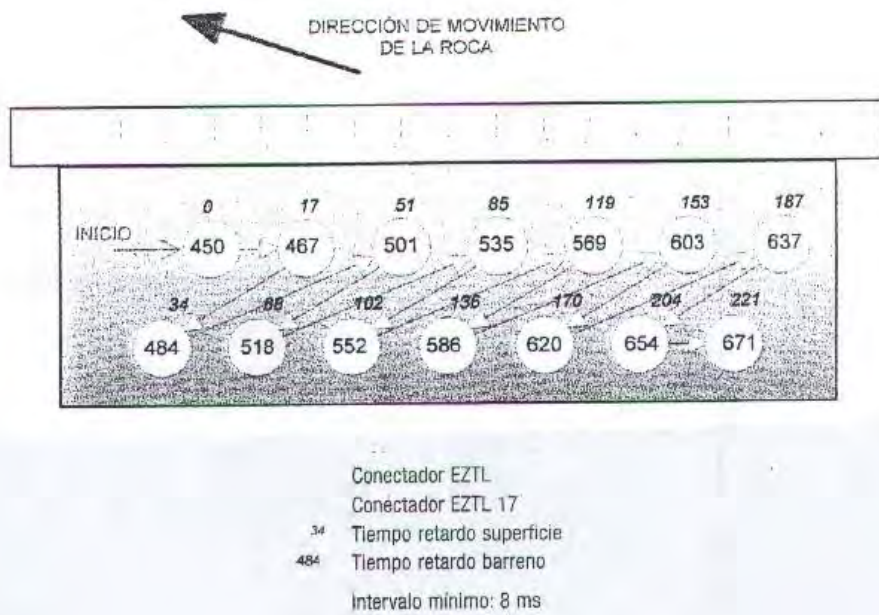 DIRECCIÓN DE MOVIMIENTO
DE LA ROCA
0 17 51 85 119 153 187
INICIO 450 467 501 535 569 603 637
34 68 102 136 170 204 221
484 518 552 586 620 654 671
Conectador EZTL
Conectador EZTL 17
34 Tiempo retardo superficie
484 Tiempo retardo barreno
Intervalo mínimo: 8 ms